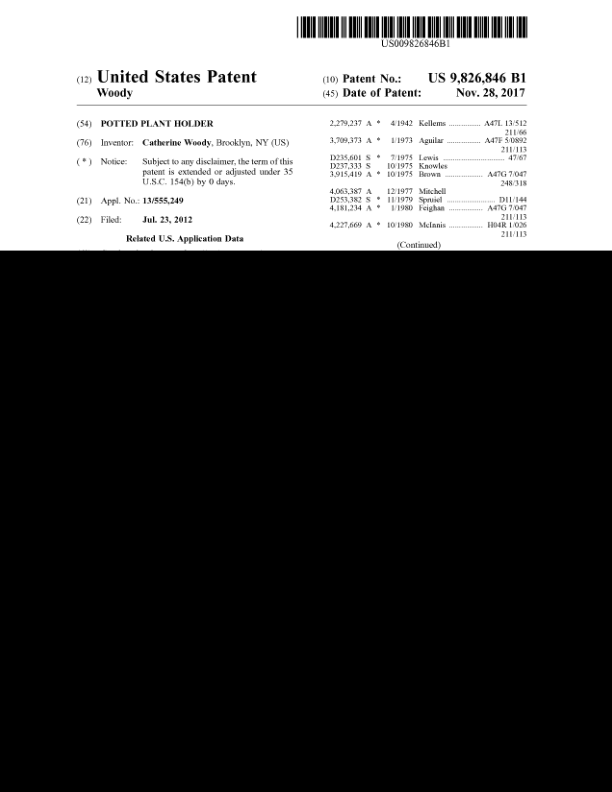 US009826846B1
(12) United States Patent
Woody
(10) Patent No.: US 9,826,846 B1
(45) Date of Patent: Nov. 28, 2017
(54) POTTED PLANT HOLDER
(76) Inventor: Catherine Woody, Brooklyn, NY (US)
( * ) Notice: Subject to any disclaimer, the term of this
patent is extended or adjusted under 35
U.S.C. 154(b) by 0 days.
(21) Appl. No.: 13/555,249
(22) Filed: Jul. 23, 2012
Related U.S. Application Data
2,279,237 A * 4/1942 Kellems ............... A47L 13/512
211/66
3,709,373 A * 1/1973 Aguilar ............... A47F 5/0892
211/113
D235,601 S * 7/1975 Lewis ............................. 47/67
D237,333 S 10/1975 Knowles
3,915,419 A * 10/1975 Brown ................ A47G 7/047
248/318
4,063,387 A 12/1977 Mitchell
D253,382 S * 11/1979 Spruiel ....................... D11/144
4,181,234 A * 1/1980 Feighan ................ A47G 7/047
211/113
4,227,669 A * 10/1980 McInnis ................ H04R 1/026
211/113
(Continued)